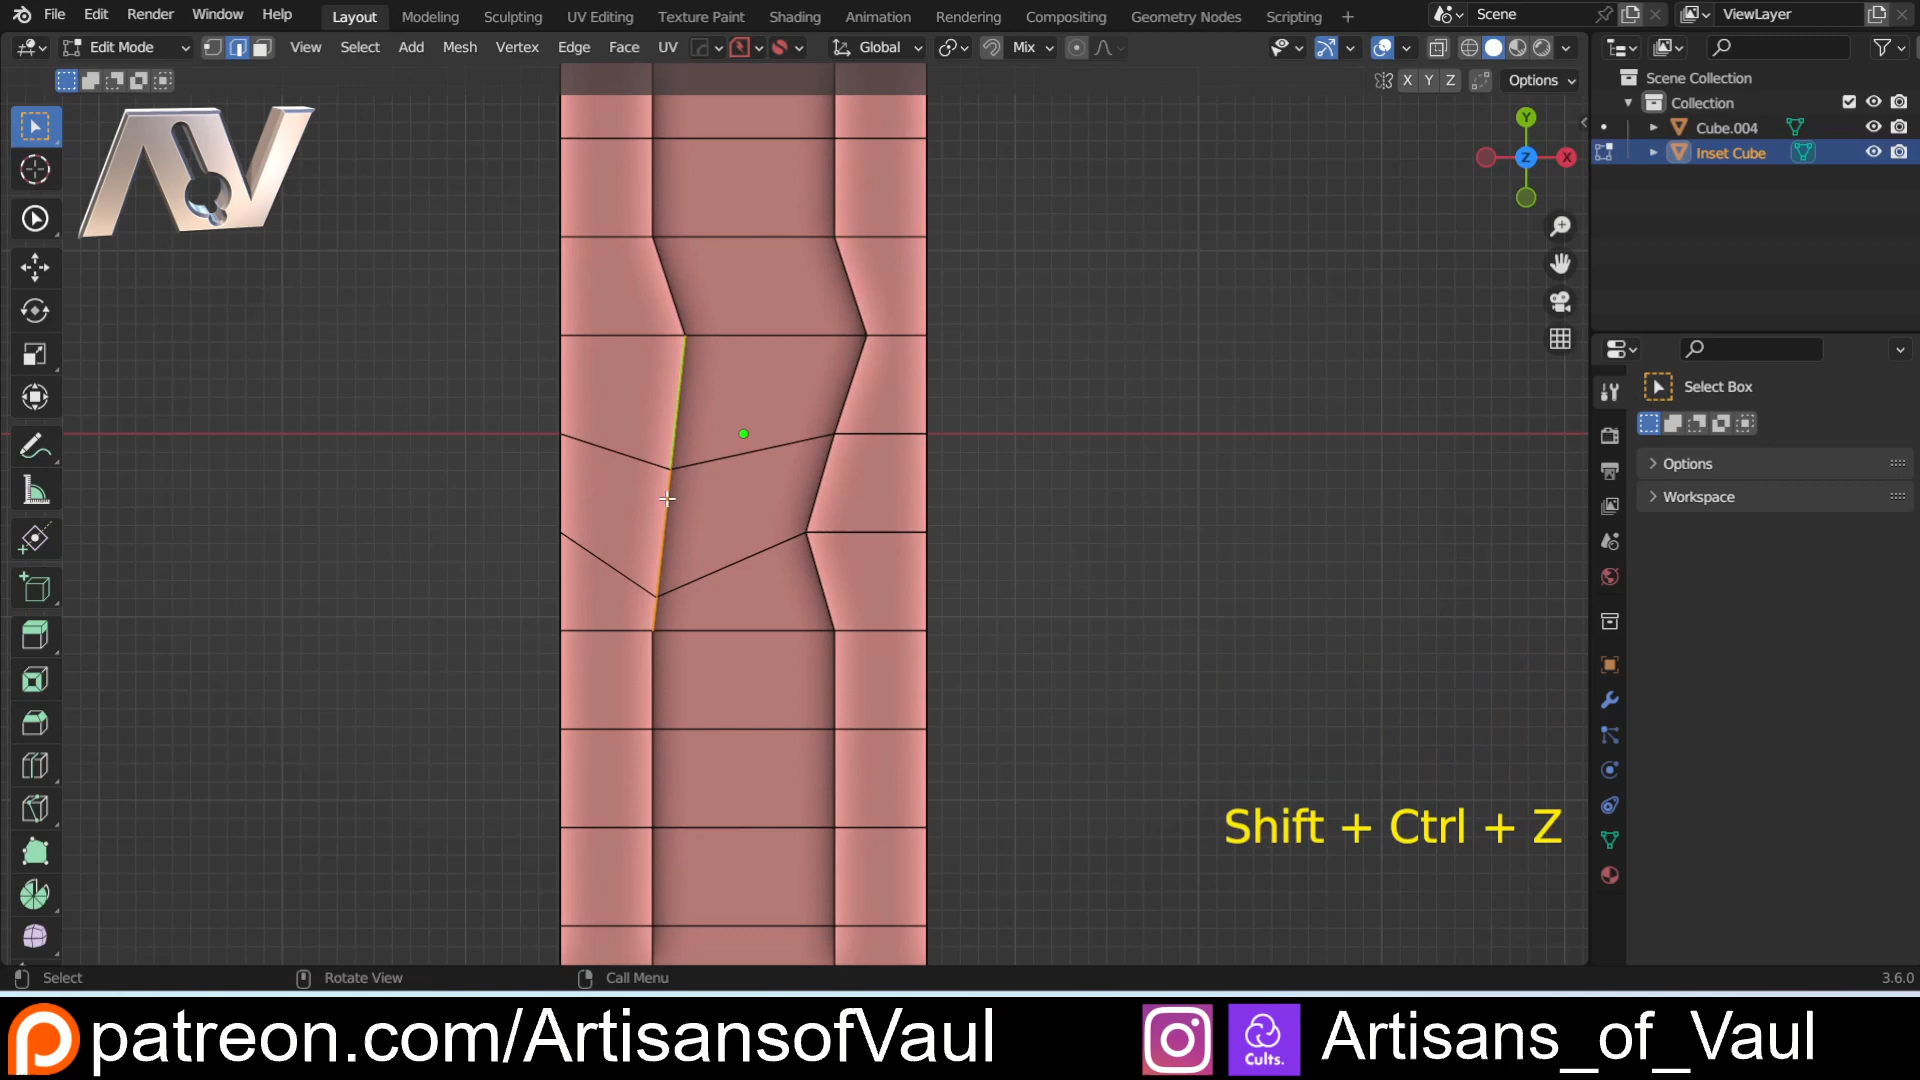 File Edit Render Window Help Layout Modeling Sculpting UV Editing Texture Paint Shading Animation Rendering Compositing Geometry Nodes Scripting + Scene ViewLayer
Edit Mode View Select Add Mesh Vertex Edge Face UV Global Mix
X Y Z Options
Scene Collection
Collection
Cube.004
Inset Cube
Y
Z X
Select Box
Options
Workspace
Shift + Ctrl + Z
Select Rotate View Call Menu 3.6.0
patreon.com/ArtisansofVaul Cults. Artisans_of_Vaul